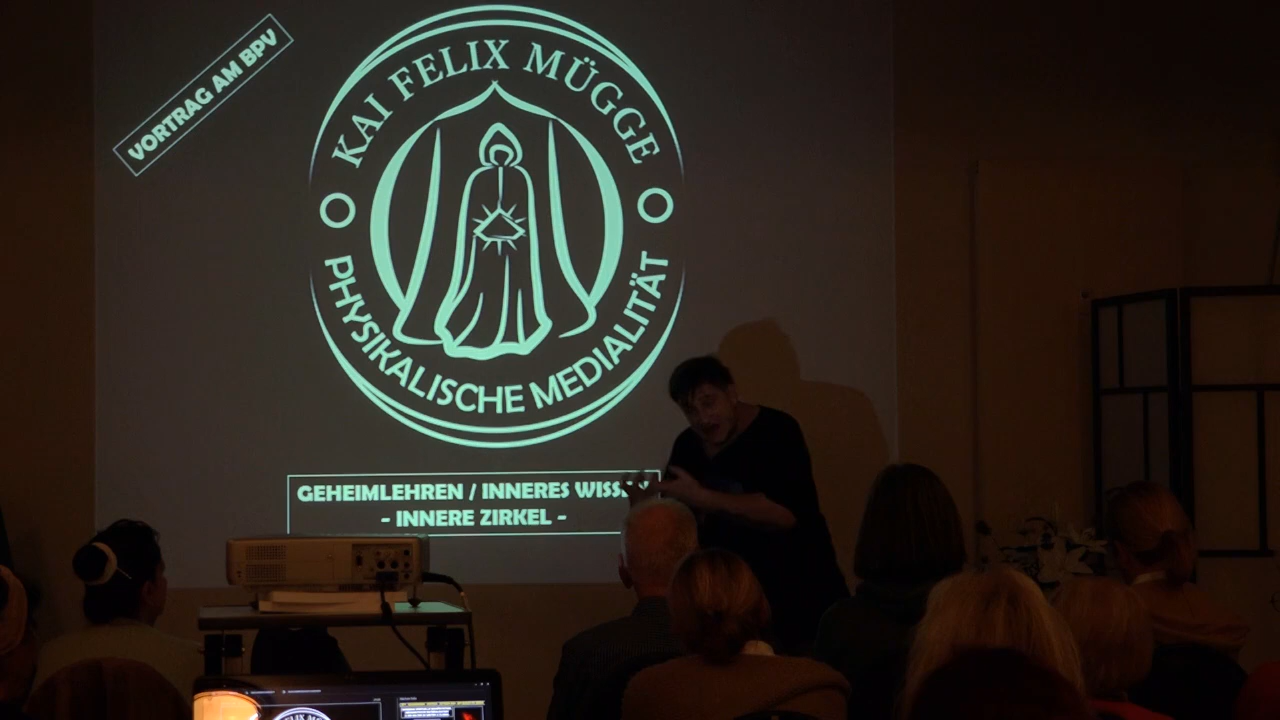 VORTRAG AM BPV
KAI FELIX MÜGGE
PHYSIKALISCHE MEDIALITÄT
GEHEIMLEHREN / INNERES
- INNERE ZIRKEL -